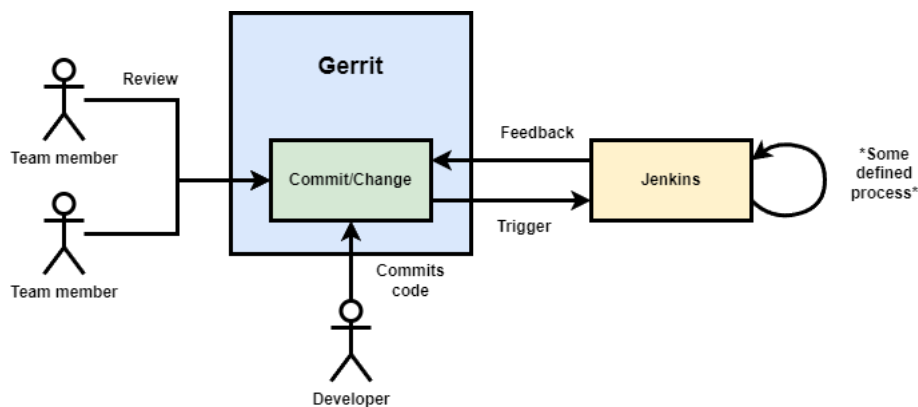 Gerrit
Review
Team member
Commit/Change
Feedback
Trigger
Jenkins
*Some
defined
process*
Team member
Commits
code
Developer